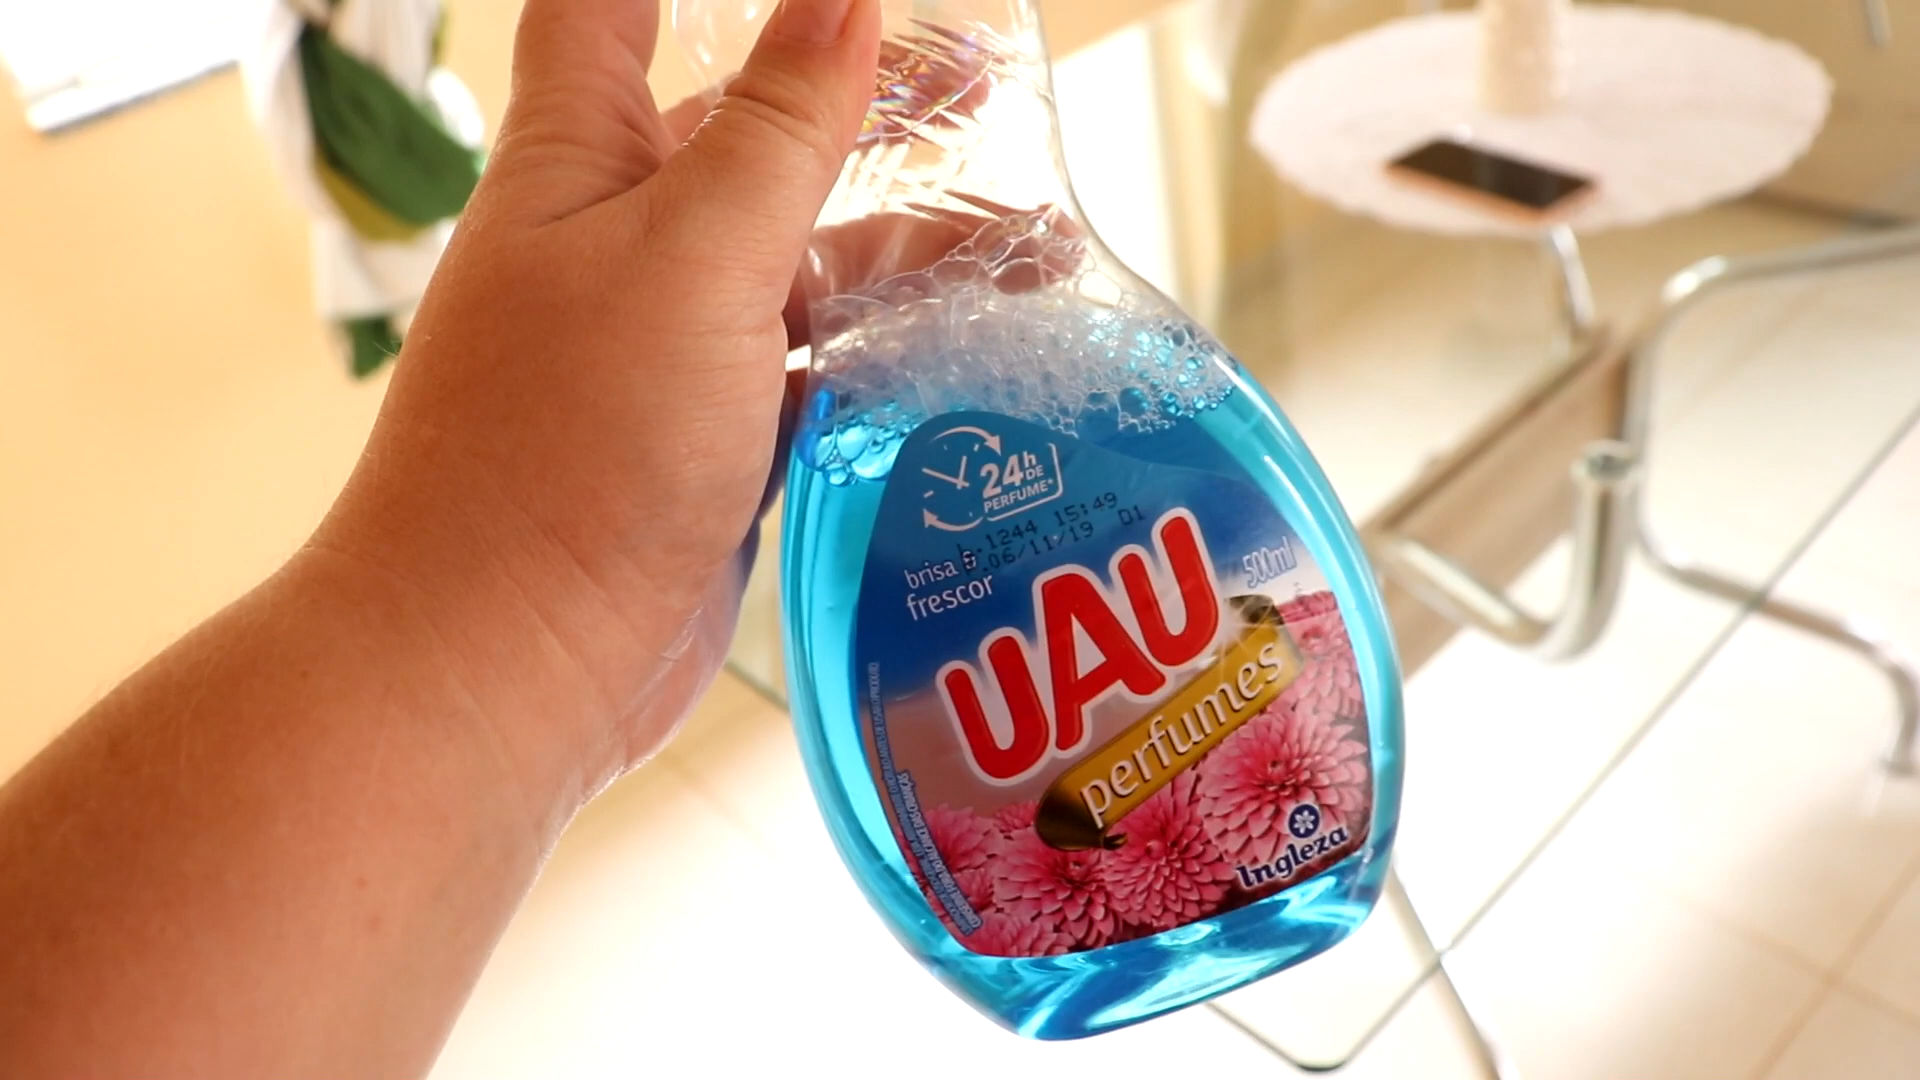 24h
DE
PERFUME*
L.1244 15:49
F.06/11/19 D1
brisa &
frescor
500ml
UAU
perfumes
Ingleza